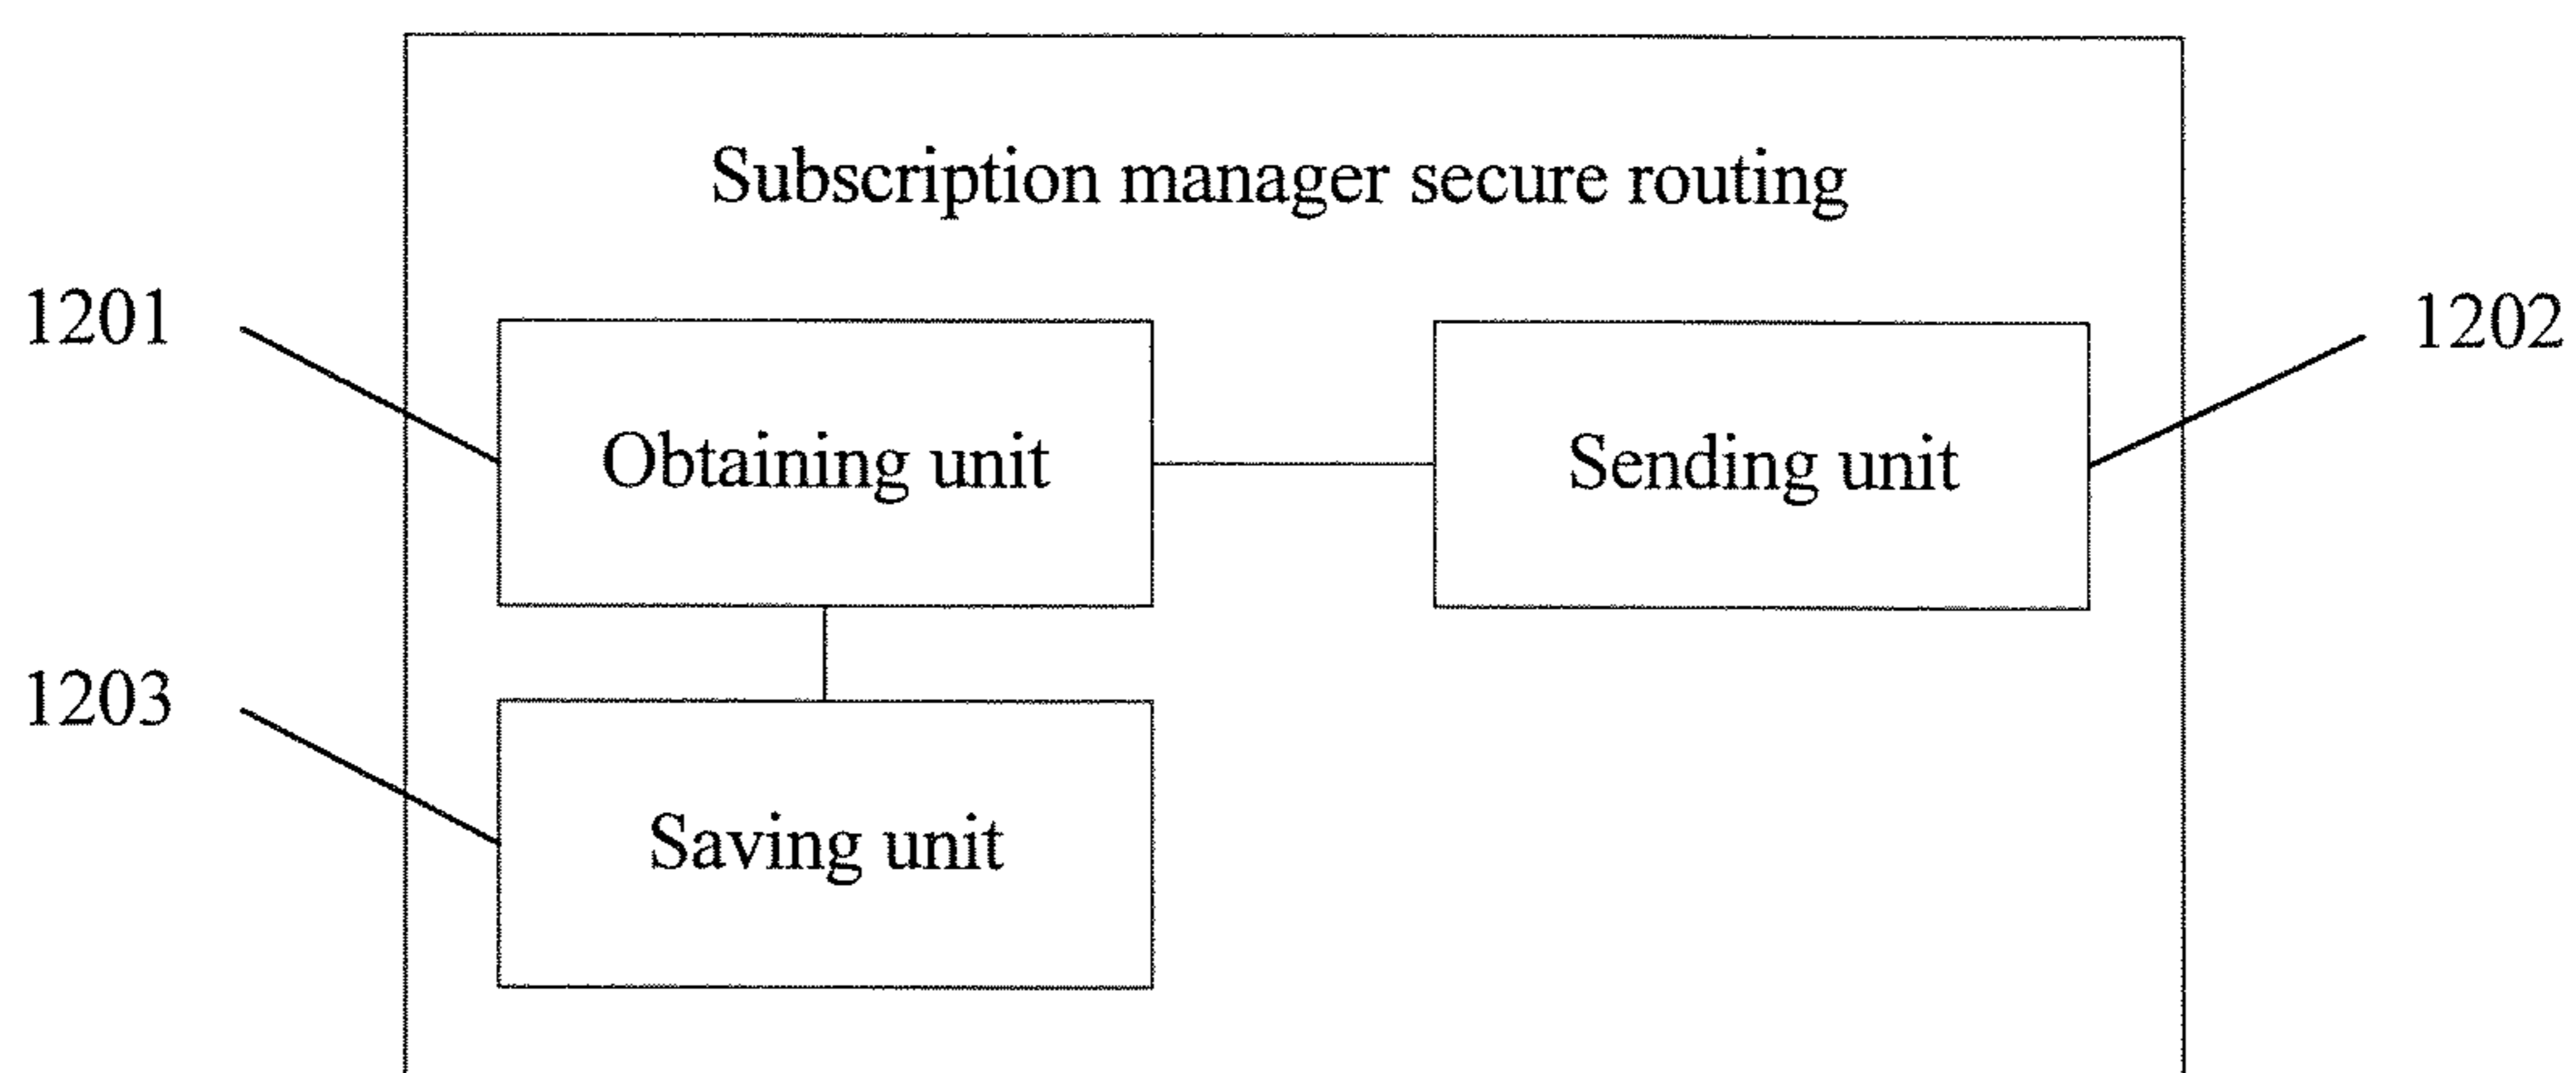 Subscription manager secure routing
1201
1202
Obtaining unit
Sending unit
1203
Saving unit